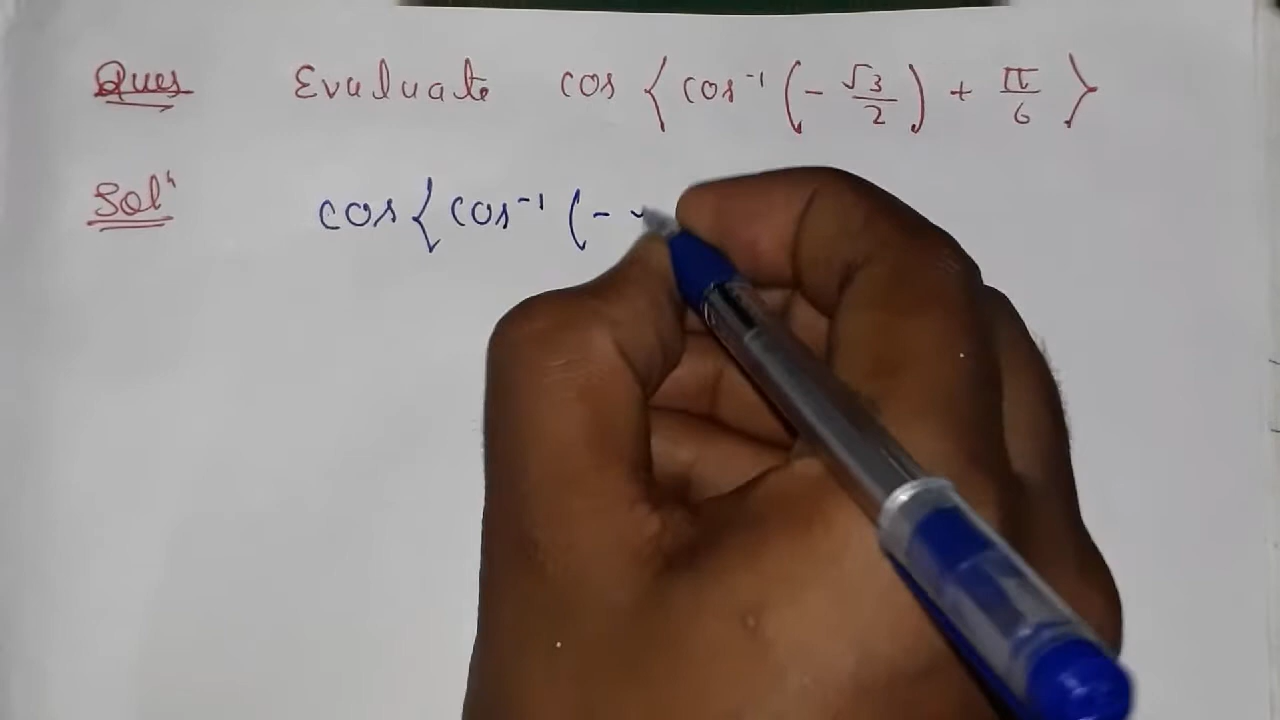 Ques Evaluate cos { cos⁻¹ (- √3/2) + π/6 }
Solⁿ cos { cos⁻¹ (-